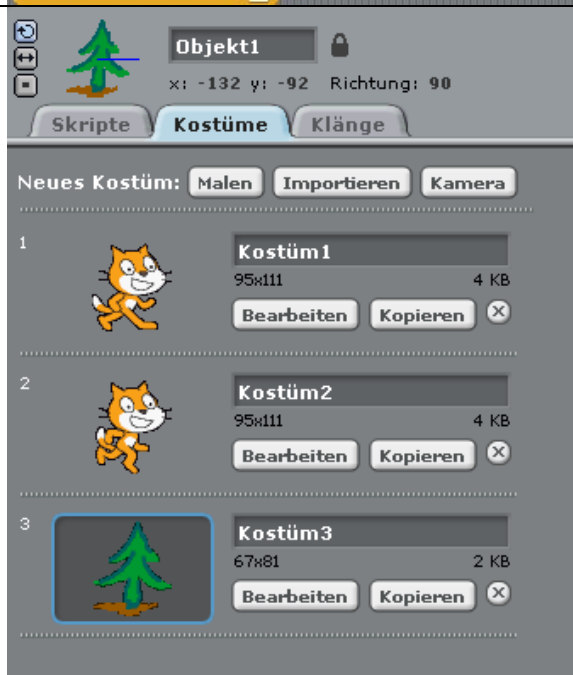 Objekt1
x: -132 y: -92 Richtung: 90
Skripte Kostüme Klänge
Neues Kostüm: Malen Importieren Kamera
1
Kostüm1
95x111 4 KB
Bearbeiten Kopieren
2
Kostüm2
95x111 4 KB
Bearbeiten Kopieren
3
Kostüm3
67x81 2 KB
Bearbeiten Kopieren